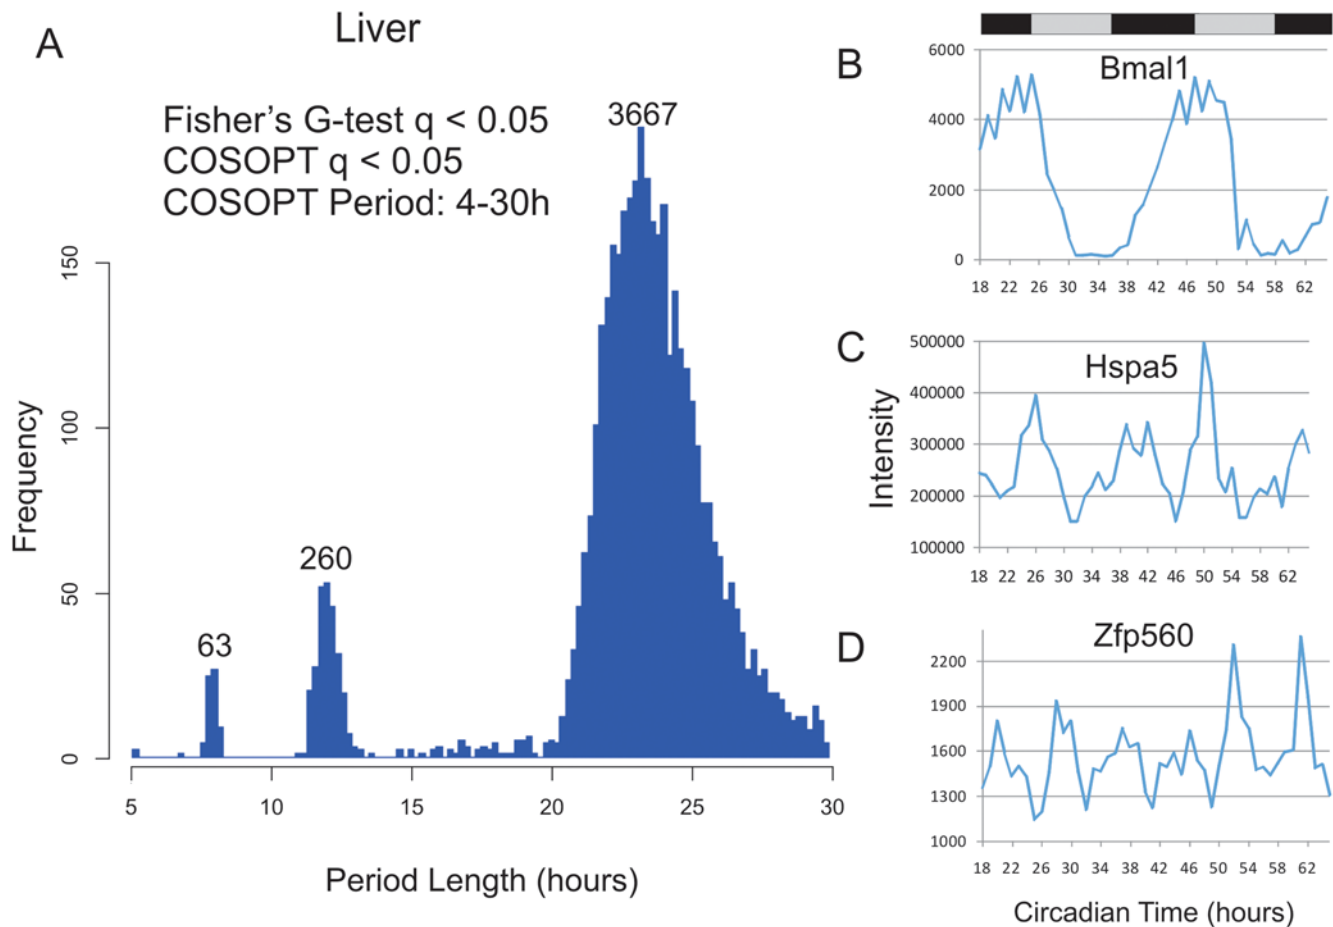 A
Liver
Fisher's G-test q < 0.05
COSOPT q < 0.05
COSOPT Period: 4-30h
3667
260
63
Frequency
150
100
50
0
5 10 15 20 25 30
Period Length (hours)
B
Bmal1
6000
4000
2000
0
18 22 26 30 34 38 42 46 50 54 58 62
C
Hspa5
Intensity
500000
400000
300000
200000
100000
18 22 26 30 34 38 42 46 50 54 58 62
D
Zfp560
2200
1900
1600
1300
1000
18 22 26 30 34 38 42 46 50 54 58 62
Circadian Time (hours)